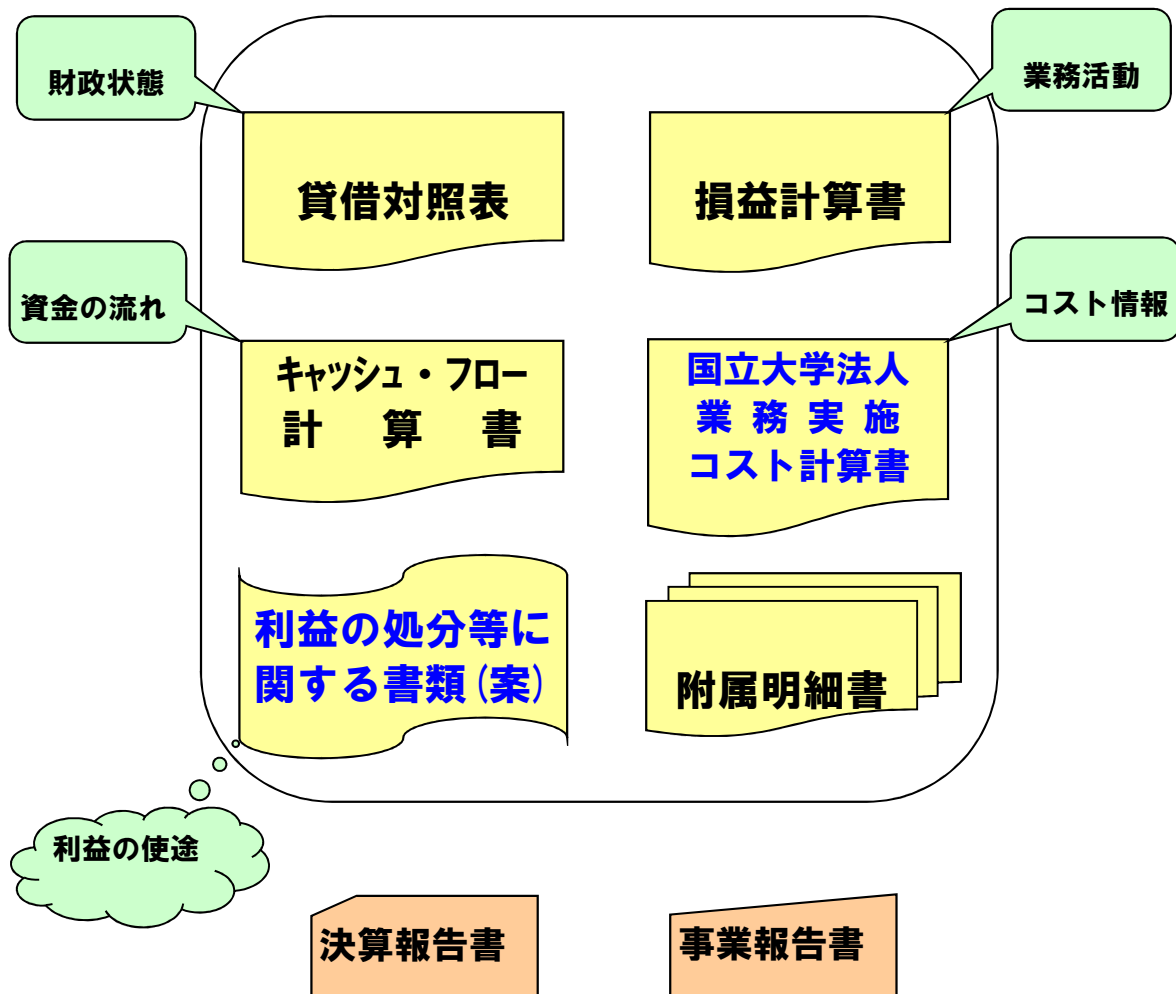 財政状態
業務活動
貸借対照表
損益計算書
資金の流れ
コスト情報
キャッシュ・フロー
計 算 書
国立大学法人
業 務 実 施
コスト計算書
利益の処分等に
関する書類(案)
附属明細書
利益の使途
決算報告書
事業報告書